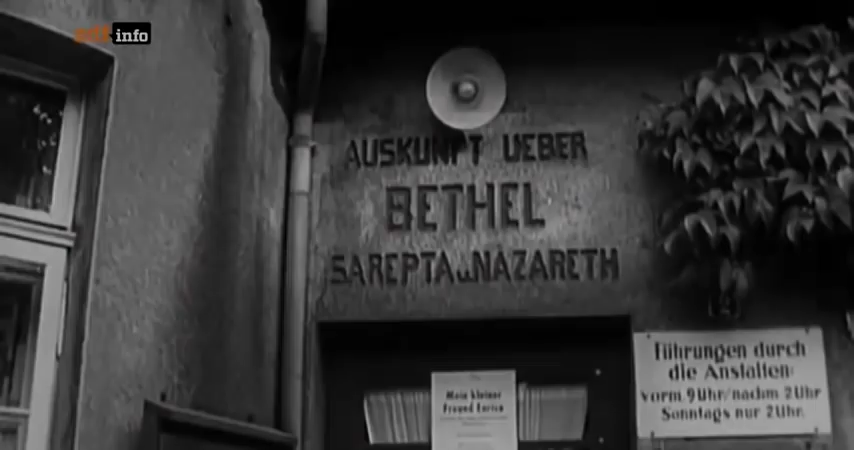 zdf info
AUSKUNFT UEBER
BETHEL
SAREPTA u. NAZARETH
Mein kleiner
Freund Enrico
Führungen durch
die Anstalten:
vorm. 9 Uhr/nachm. 2 Uhr
Sonntags nur 2 Uhr.